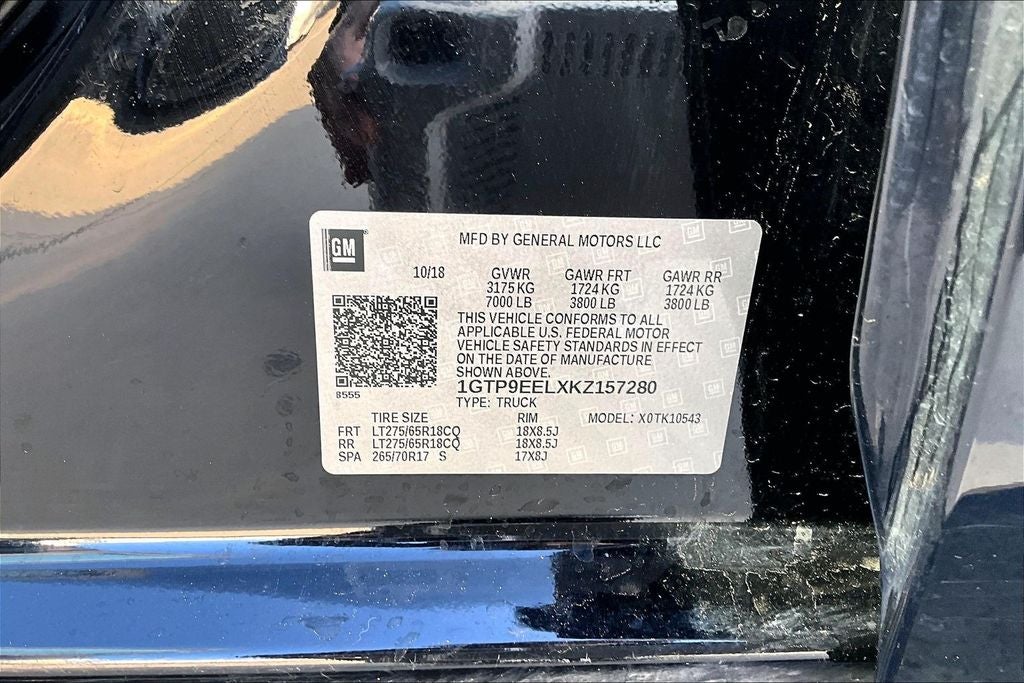 GM
MFD BY GENERAL MOTORS LLC
10/18 GVWR GAWR FRT GAWR RR
3175 KG 1724 KG 1724 KG
7000 LB 3800 LB 3800 LB
THIS VEHICLE CONFORMS TO ALL
APPLICABLE U.S. FEDERAL MOTOR
VEHICLE SAFETY STANDARDS IN EFFECT
ON THE DATE OF MANUFACTURE
SHOWN ABOVE.
8555
1GTP9EELXKZ157280
TYPE: TRUCK
TIRE SIZE RIM MODEL: X0TK10543
FRT LT275/65R18CQ 18X8.5J
RR LT275/65R18CQ 18X8.5J
SPA 265/70R17 S 17X8J